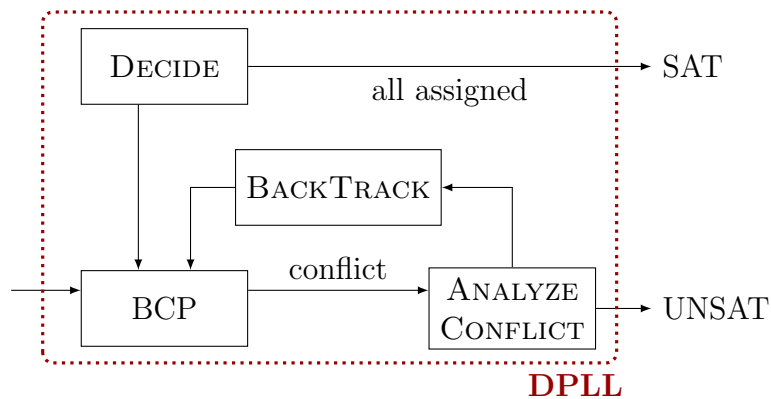 DECIDE
SAT
all assigned
BACKTRACK
conflict
BCP
ANALYZE
CONFLICT
UNSAT
DPLL